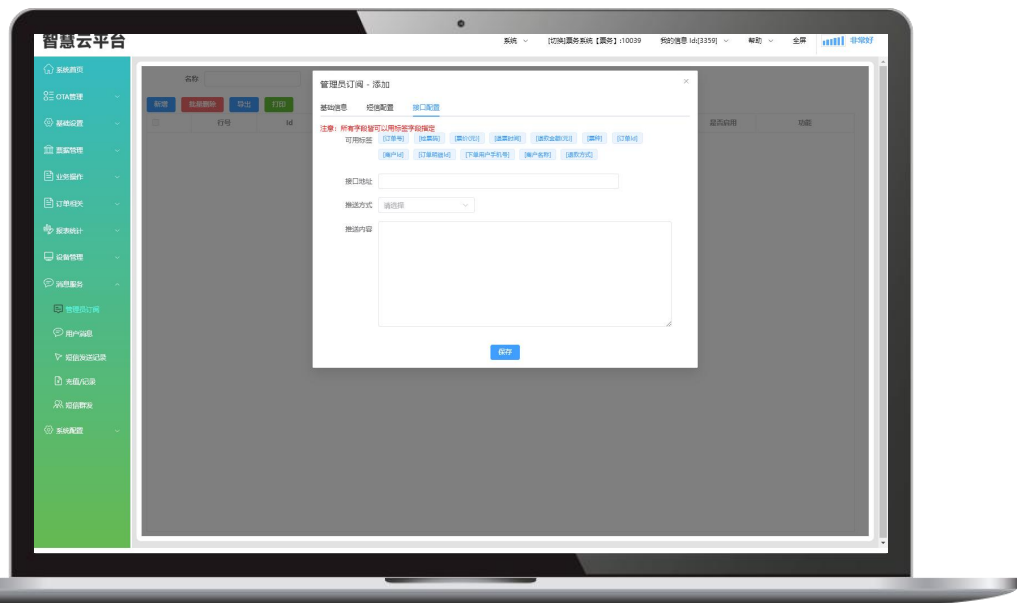 智慧云平台
系统 [切换]票务系统【票务】:10039 我的信息 Id:[3359] 帮助 全屏 非常好
系统首页
OTA管理
基础设置
票据管理
业务操作
订单相关
报表统计
设备管理
消息服务
管理员订阅
用户消息
短信发送记录
充值/记录
短信群发
系统配置
名称
新增 批量删除 导出 打印
行号 Id 是否启用 功能
管理员订阅 - 添加
基础信息 短信配置 接口配置
注意：所有字段皆可以用标签字段指定
可用标签 [订单号] [检票码] [票价(元)] [退票时间] [退款金额(元)] [票种] [订单Id]
[商户Id] [订单明细Id] [下单用户手机号] [商户名称] [退款方式]
接口地址
推送方式 请选择
推送内容
保存